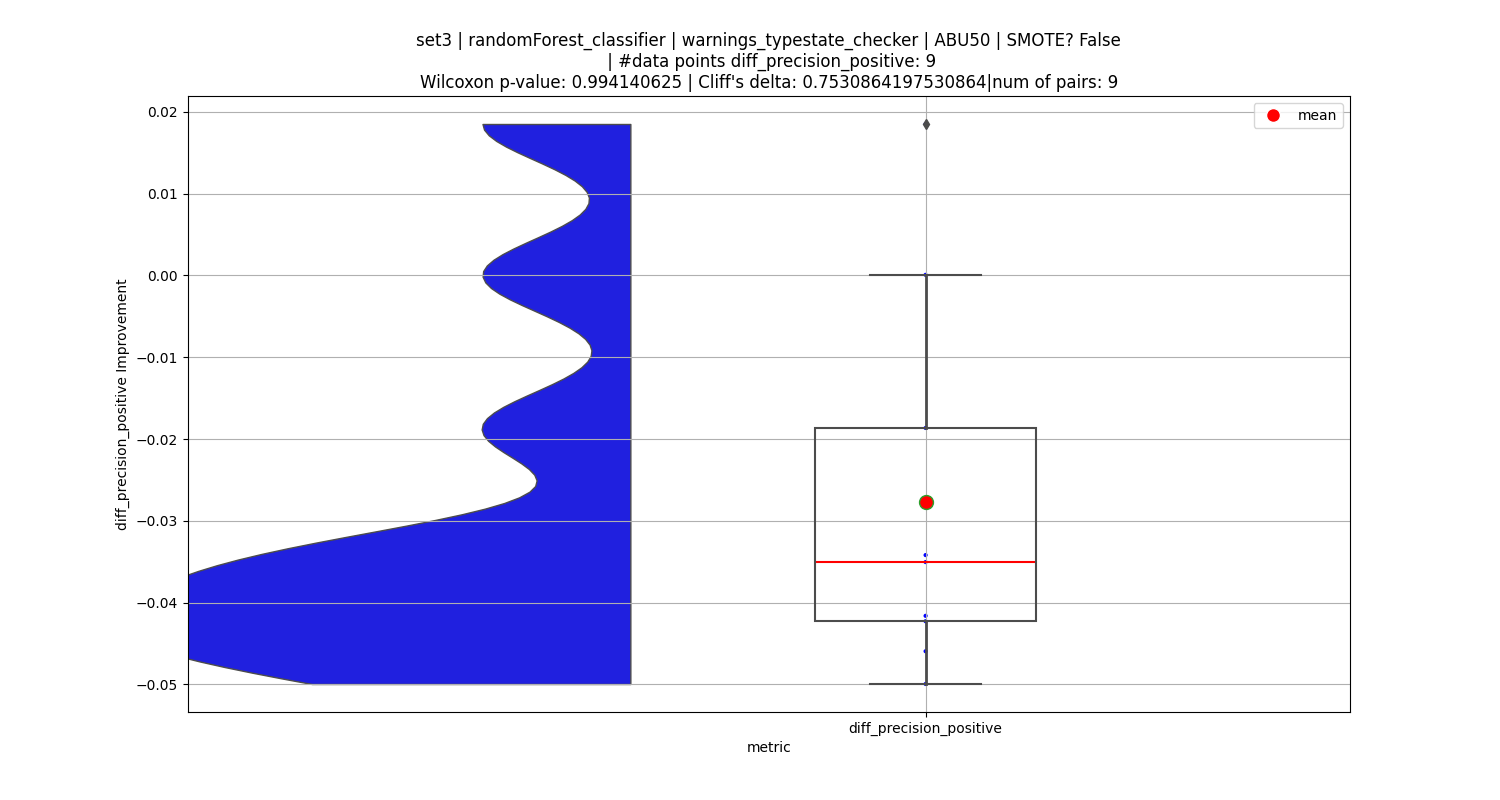 set3 | randomForest_classifier | warnings_typestate_checker | ABU50 | SMOTE? False
| #data points diff_precision_positive: 9
Wilcoxon p-value: 0.994140625 | Cliff's delta: 0.7530864197530864|num of pairs: 9
mean
0.02
0.01
0.00
−0.01
−0.02
−0.03
−0.04
−0.05
diff_precision_positive Improvement
diff_precision_positive
metric